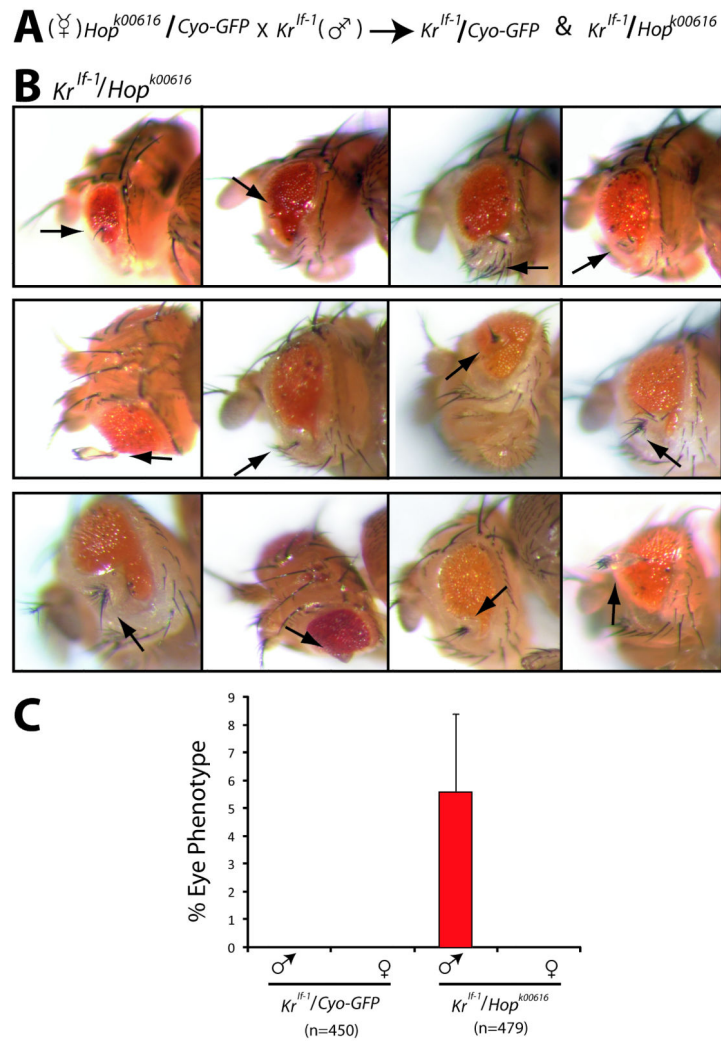 A (☿) Hop^k00616 / Cyo-GFP X Kr^If-1 (♂) → Kr^If-1/Cyo-GFP & Kr^If-1/Hop^k00616
B Kr^If-1/Hop^k00616
C
% Eye Phenotype
9
8
7
6
5
4
3
2
1
0
♂ ♀ ♂ ♀
Kr^If-1/Cyo-GFP Kr^If-1/Hop^k00616
(n=450) (n=479)